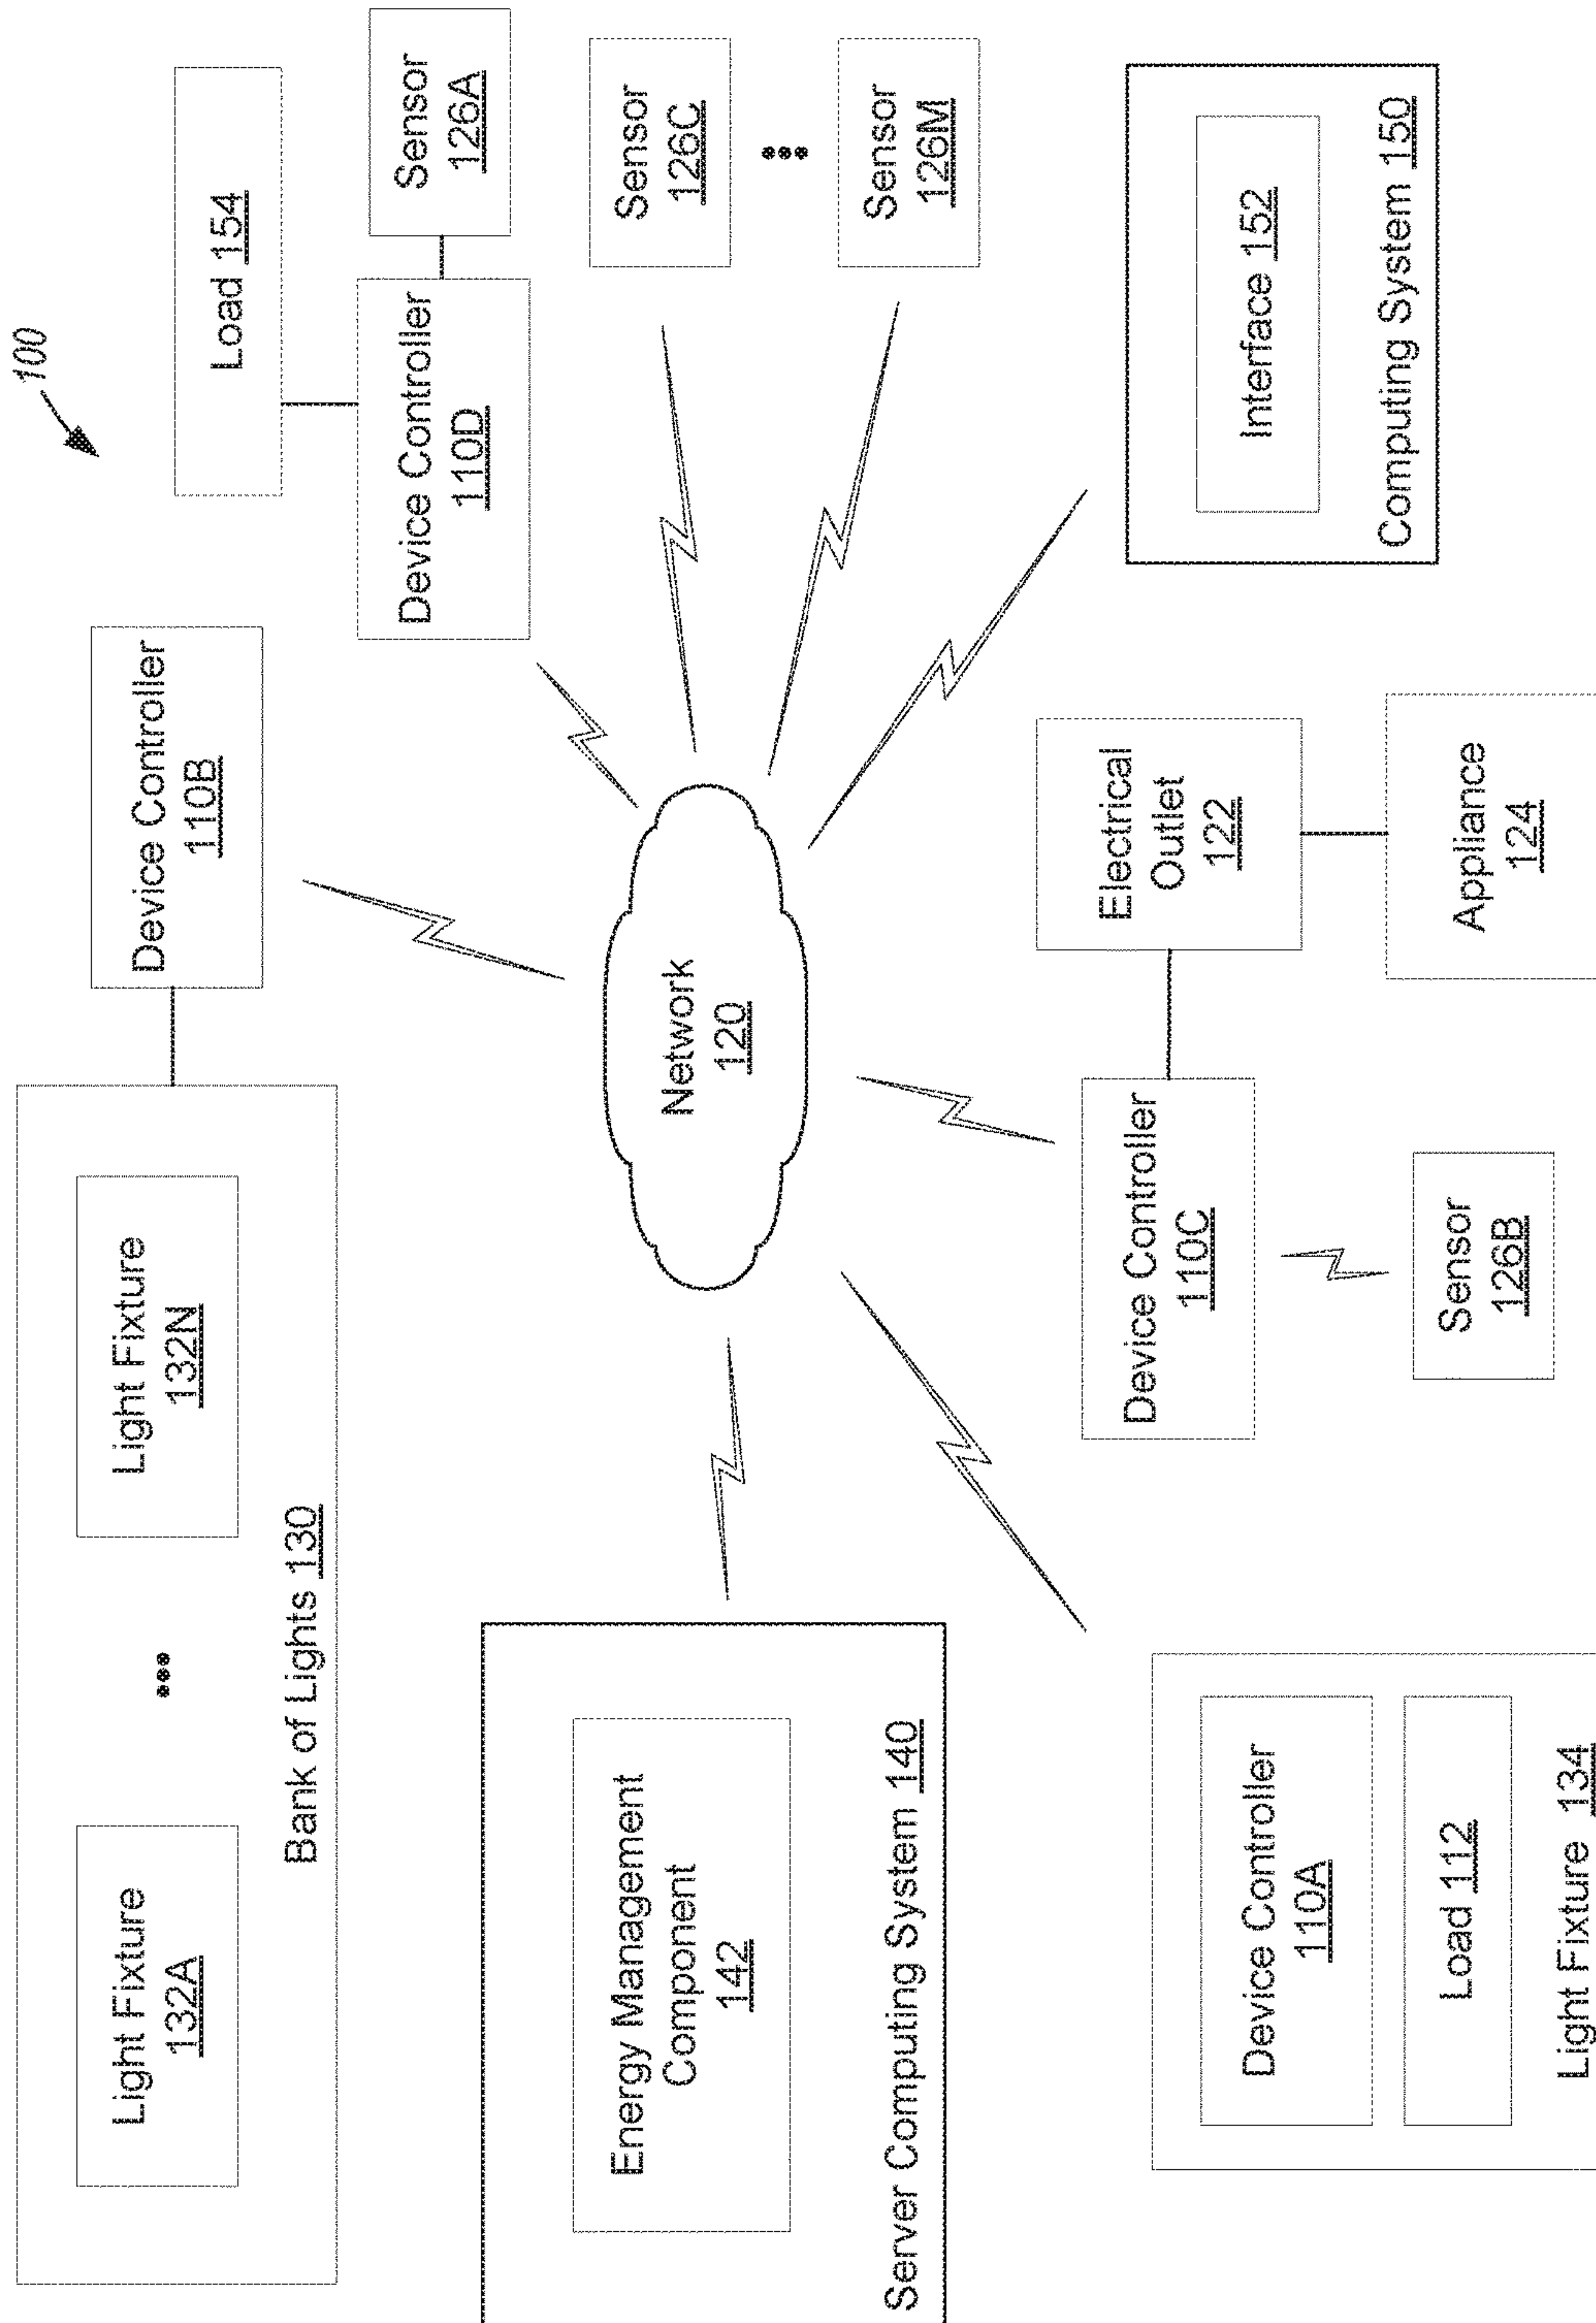 100
Light Fixture
132A
•••
Light Fixture
132N
Bank of Lights 130
Device Controller
110B
Load 154
Device Controller
110D
Sensor
126A
Sensor
126C
•••
Sensor
126M
Energy Management
Component
142
Server Computing System 140
Network
120
Device Controller
110A
Load 112
Light Fixture 134
Device Controller
110C
Sensor
126B
Electrical
Outlet
122
Appliance
124
Interface 152
Computing System 150